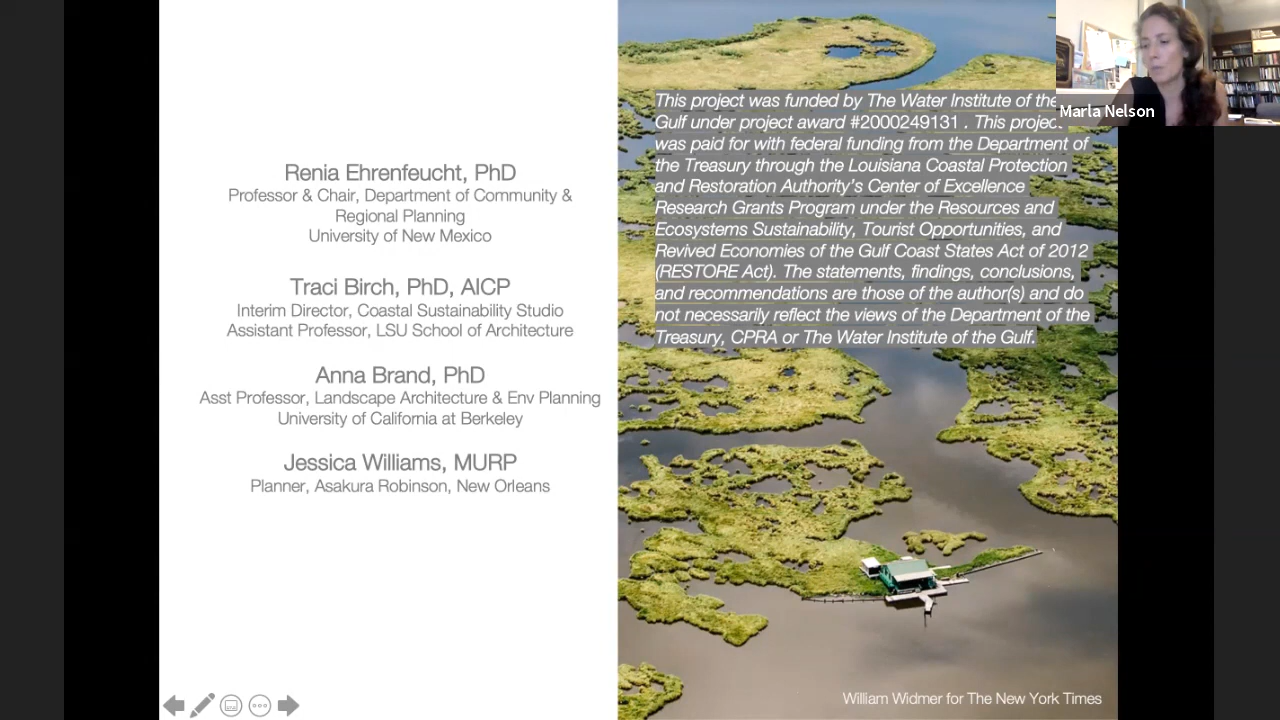 Renia Ehrenfeucht, PhD
Professor & Chair, Department of Community &
Regional Planning
University of New Mexico
Traci Birch, PhD, AICP
Interim Director, Coastal Sustainability Studio
Assistant Professor, LSU School of Architecture
Anna Brand, PhD
Asst Professor, Landscape Architecture & Env Planning
University of California at Berkeley
Jessica Williams, MURP
Planner, Asakura Robinson, New Orleans
This project was funded by The Water Institute of the
Gulf under project award #2000249131 . This project
was paid for with federal funding from the Department of
the Treasury through the Louisiana Coastal Protection
and Restoration Authority's Center of Excellence
Research Grants Program under the Resources and
Ecosystems Sustainability, Tourist Opportunities, and
Revived Economies of the Gulf Coast States Act of 2012
(RESTORE Act). The statements, findings, conclusions,
and recommendations are those of the author(s) and do
not necessarily reflect the views of the Department of the
Treasury, CPRA or The Water Institute of the Gulf.
William Widmer for The New York Times
Marla Nelson